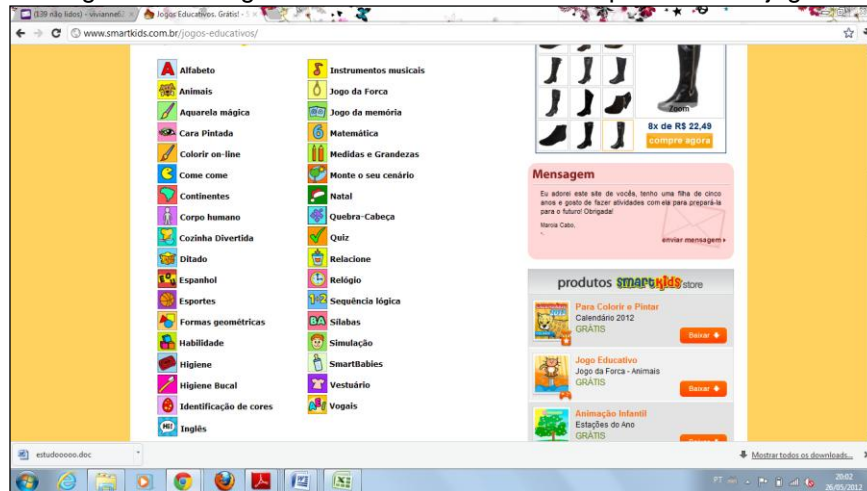 (139 não lidos) - vivianne
Jogos Educativos. Grátis! - S
www.smartkids.com.br/jogos-educativos/
Alfabeto
Animais
Aquarela mágica
Cara Pintada
Colorir on-line
Come come
Continentes
Corpo humano
Cozinha Divertida
Ditado
Espanhol
Esportes
Formas geométricas
Habilidade
Higiene
Higiene Bucal
Identificação de cores
Inglês
Instrumentos musicais
Jogo da Forca
Jogo da memória
Matemática
Medidas e Grandezas
Monte o seu cenário
Natal
Quebra-Cabeça
Quiz
Relacione
Relógio
Sequência lógica
Sílabas
Simulação
SmartBabies
Vestuário
Vogais
Zoom
8x de R$ 22,49
compre agora
Mensagem
Eu adorei este site de vocês, tenho uma filha de cinco
anos e gosto de fazer atividades com ela para prepará-la
para o futuro! Obrigada!
Marcia Cabo,
enviar mensagem
produtos smartkids store
Para Colorir e Pintar
Calendário 2012
GRÁTIS
Baixar
Jogo Educativo
Jogo da Forca - Animais
GRÁTIS
Baixar
Animação Infantil
Estações do Ano
GRÁTIS
estudooooo.doc
Mostrar todos os downloads...
PT
20:02
26/05/2012